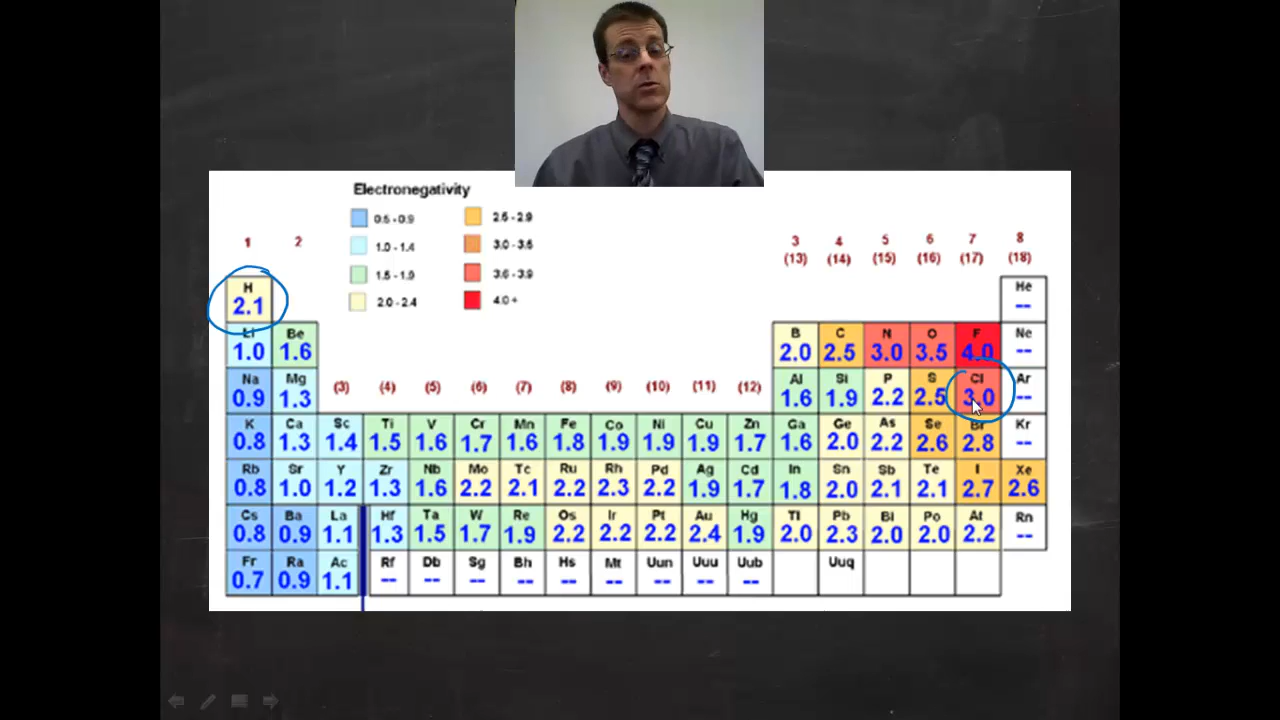 Electronegativity
0.5 - 0.9 2.5 - 2.9
1.0 - 1.4 3.0 - 3.5
1.5 - 1.9 3.6 - 3.9
2.0 - 2.4 4.0 +
1 2 3 4 5 6 7 8
(13) (14) (15) (16) (17) (18)
H He
2.1 --
Li Be B C N O F Ne
1.0 1.6 2.0 2.5 3.0 3.5 4.0 --
Na Mg Al Si P S Cl Ar
0.9 1.3 (3) (4) (5) (6) (7) (8) (9) (10) (11) (12) 1.6 1.9 2.2 2.5 3.0 --
K Ca Sc Ti V Cr Mn Fe Co Ni Cu Zn Ga Ge As Se Br Kr
0.8 1.3 1.4 1.5 1.6 1.7 1.6 1.8 1.9 1.9 1.9 1.7 1.6 2.0 2.2 2.6 2.8 --
Rb Sr Y Zr Nb Mo Tc Ru Rh Pd Ag Cd In Sn Sb Te I Xe
0.8 1.0 1.2 1.3 1.6 2.2 2.1 2.2 2.3 2.2 1.9 1.7 1.8 2.0 2.1 2.1 2.7 2.6
Cs Ba La Hf Ta W Re Os Ir Pt Au Hg Tl Pb Bi Po At Rn
0.8 0.9 1.1 1.3 1.5 1.7 1.9 2.2 2.2 2.2 2.4 1.9 2.0 2.3 2.0 2.0 2.2 --
Fr Ra Ac Rf Db Sg Bh Hs Mt Uun Uuu Uub Uuq
0.7 0.9 1.1 -- -- -- -- -- -- -- -- --